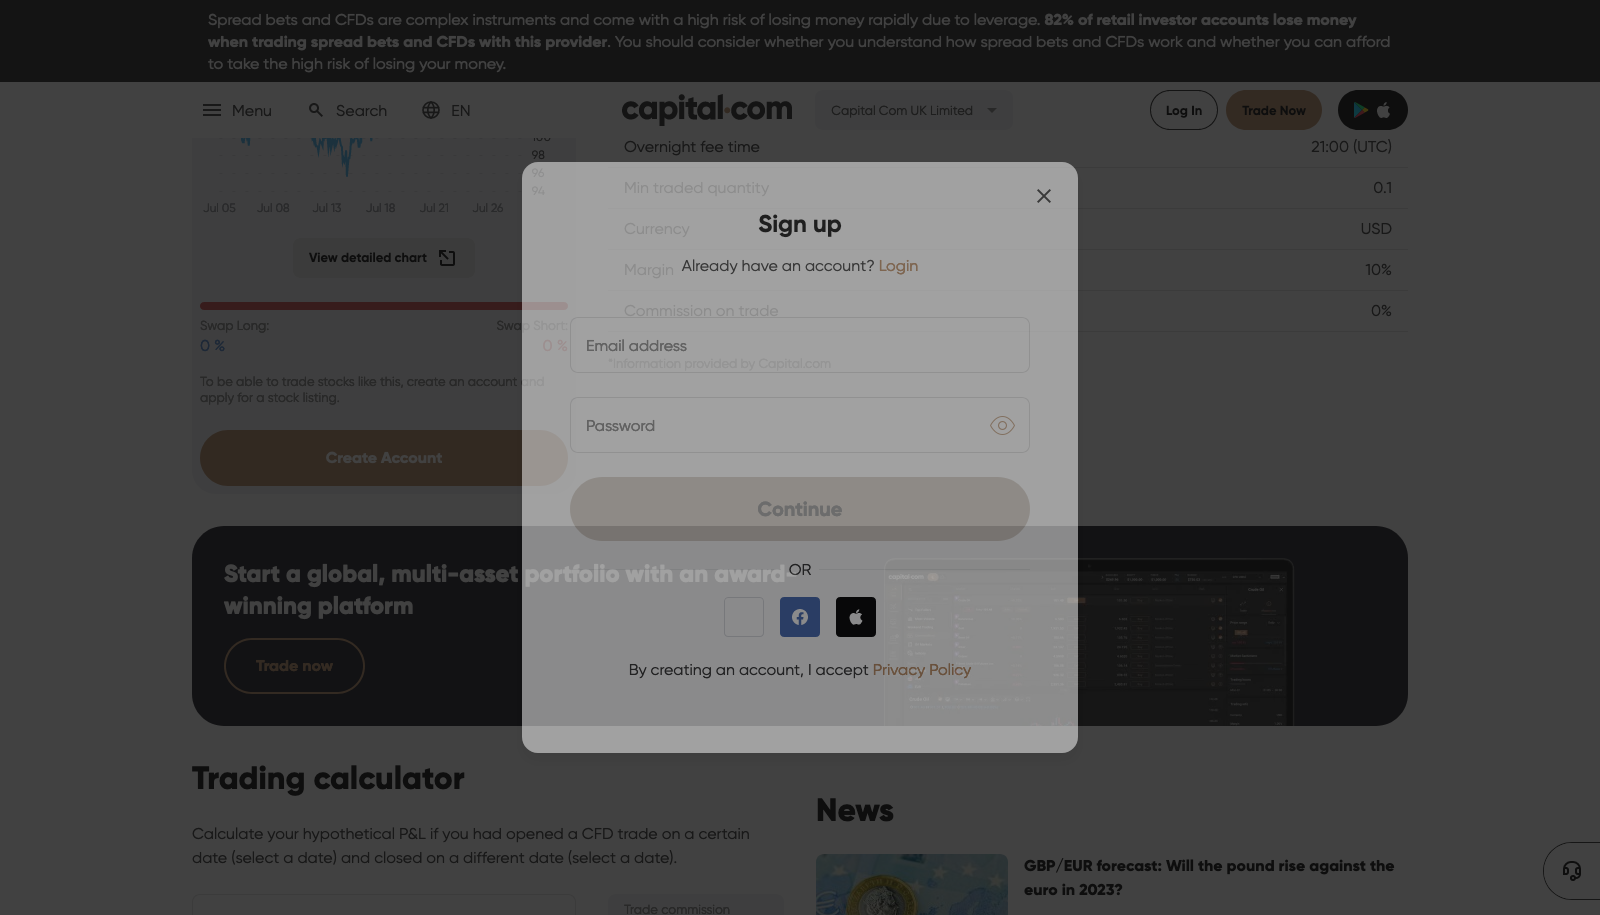 Spread bets and CFDs are complex instruments and come with a high risk of losing money rapidly due to leverage. 82% of retail investor accounts lose money
when trading spread bets and CFDs with this provider. You should consider whether you understand how spread bets and CFDs work and whether you can afford
to take the high risk of losing your money.
Menu
Search
EN
capital.com
Capital Com UK Limited
Log In
Trade Now
98
96
94
Jul 05
Jul 08
Jul 13
Jul 18
Jul 21
Jul 26
View detailed chart
Swap Long:
Swap Short:
0 %
0 %
To be able to trade stocks like this, create an account and
apply for a stock listing.
Create Account
Overnight fee time
21:00 (UTC)
Min traded quantity
0.1
Currency
USD
Margin
10%
Commission on trade
0%
*Information provided by Capital.com
Sign up
Already have an account? Login
Email address
Password
Continue
OR
By creating an account, I accept Privacy Policy
Start a global, multi-asset portfolio with an award-
winning platform
Trade now
capital.com
Trading calculator
Calculate your hypothetical P&L if you had opened a CFD trade on a certain
date (select a date) and closed on a different date (select a date).
Trade commission
News
GBP/EUR forecast: Will the pound rise against the
euro in 2023?